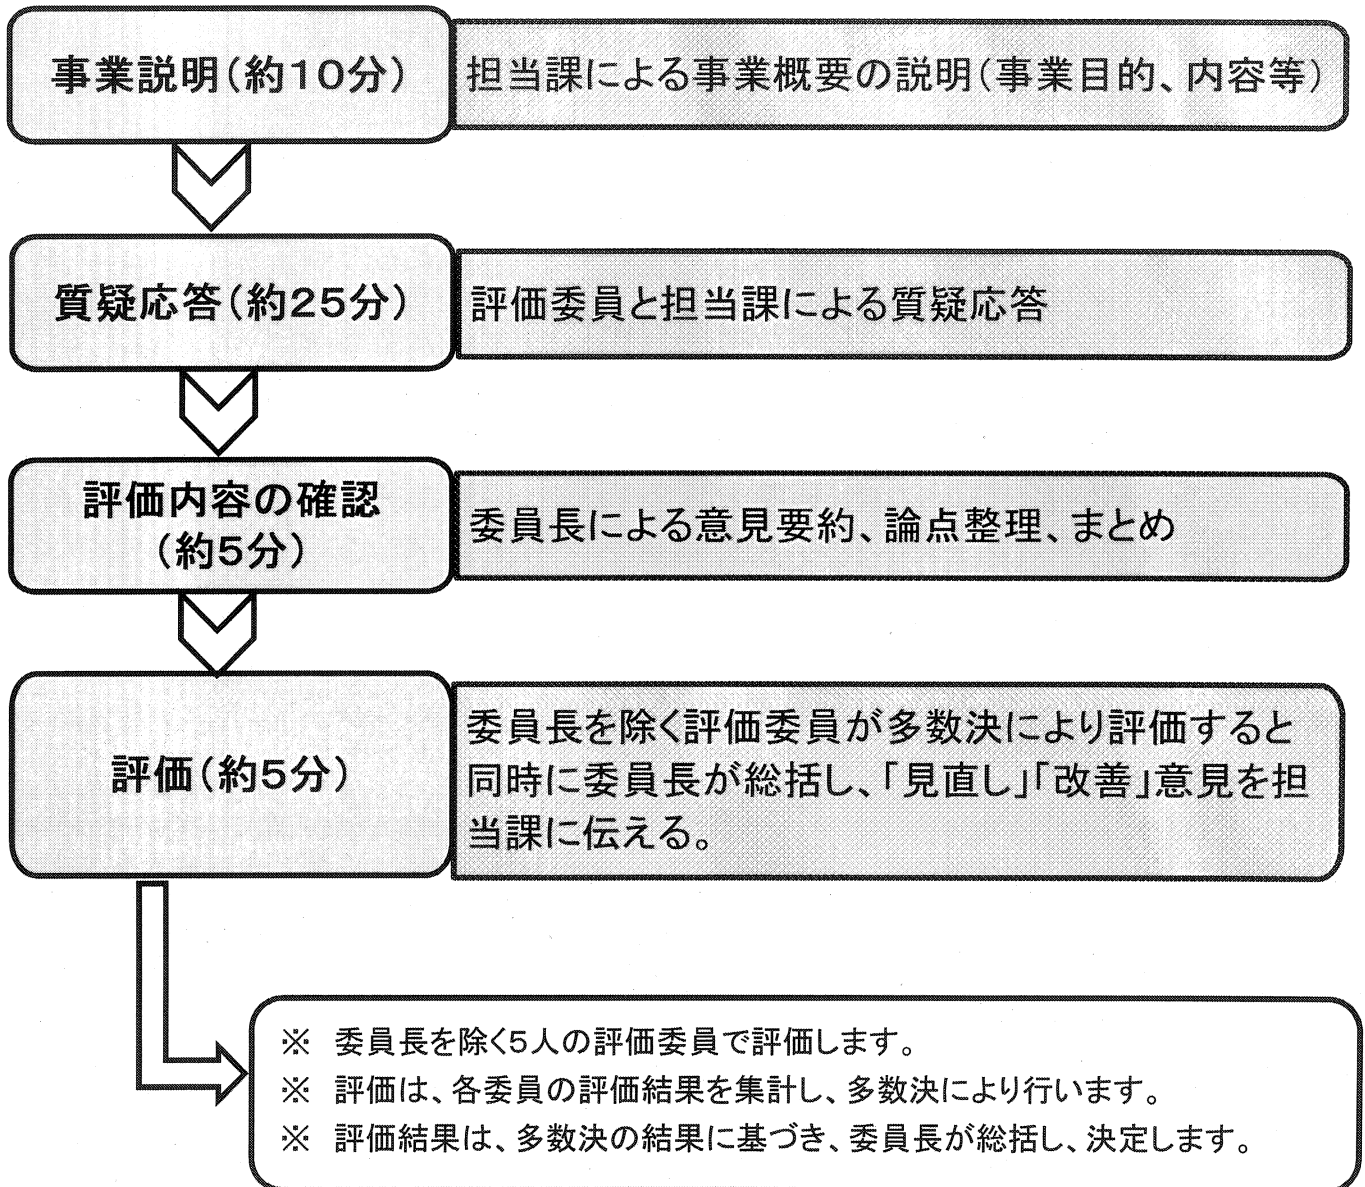 事業説明(約10分)
担当課による事業概要の説明(事業目的、内容等)
質疑応答(約25分)
評価委員と担当課による質疑応答
評価内容の確認
(約5分)
委員長による意見要約、論点整理、まとめ
評価(約5分)
委員長を除く評価委員が多数決により評価すると
同時に委員長が総括し、「見直し」「改善」意見を担
当課に伝える。
※ 委員長を除く5人の評価委員で評価します。
※ 評価は、各委員の評価結果を集計し、多数決により行います。
※ 評価結果は、多数決の結果に基づき、委員長が総括し、決定します。